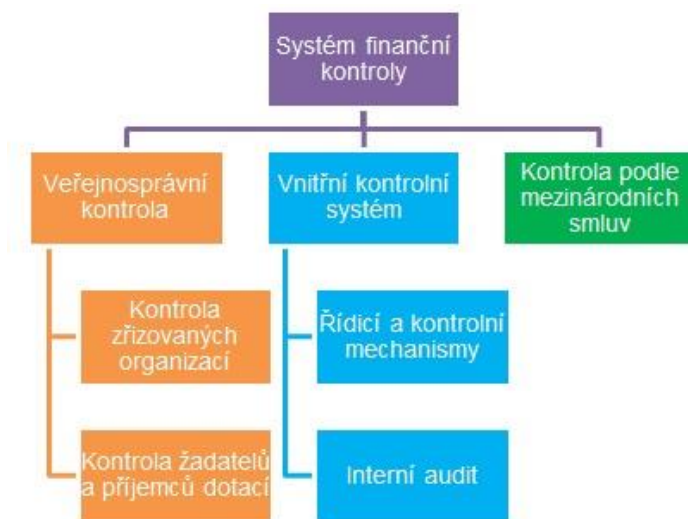 Systém finanční
kontroly
Veřejnosprávní
kontrola
Vnitřní kontrolní
systém
Kontrola podle
mezinárodních
smluv
Kontrola
zřizovaných
organizací
Řídicí a kontrolní
mechanismy
Kontrola žadatelů
a příjemců dotací
Interní audit